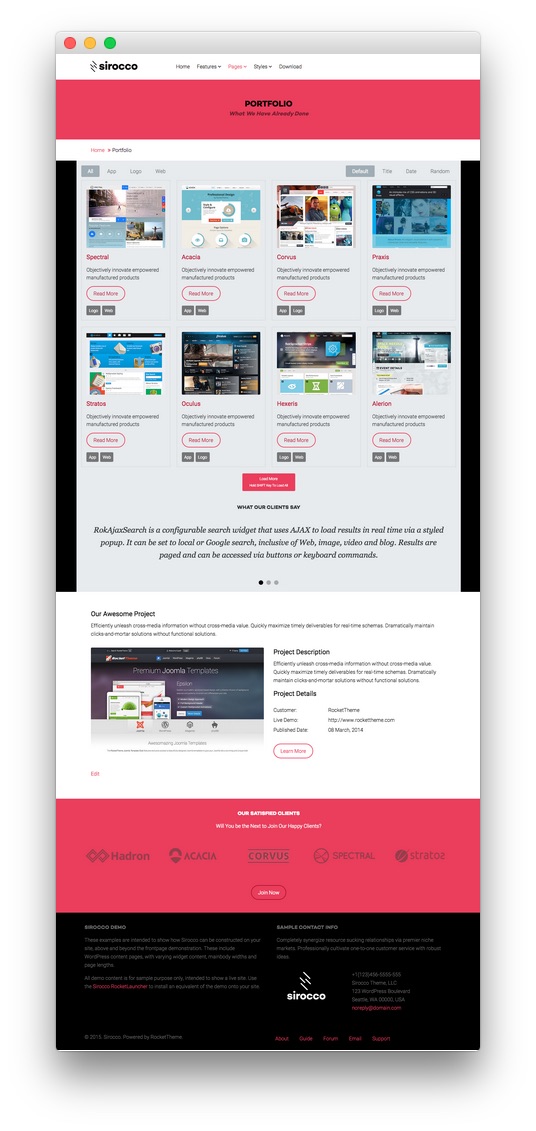 sirocco
Home Features Pages Styles Download
PORTFOLIO
What We Have Already Done
Home » Portfolio
All App Logo Web Default Title Date Random
Spectral Acacia Corvus Praxis
Objectively innovate empowered Objectively innovate empowered Objectively innovate empowered Objectively innovate empowered
manufactured products manufactured products manufactured products manufactured products
Read More Read More Read More Read More
Logo Web App Web App Logo Logo Web
Stratos Oculus Hexeris Alerion
Objectively innovate empowered Objectively innovate empowered Objectively innovate empowered Objectively innovate empowered
manufactured products manufactured products manufactured products manufactured products
Read More Read More Read More Read More
App Web App Logo Logo Web App Web
Load More
Hold SHIFT Key To Load All
WHAT OUR CLIENTS SAY
RokAjaxSearch is a configurable search widget that uses AJAX to load results in real time via a styled
popup. It can be set to local or Google search, inclusive of Web, image, video and blog. Results are
paged and can be accessed via buttons or keyboard commands.
Our Awesome Project
Efficiently unleash cross-media information without cross-media value. Quickly maximize timely deliverables for real-time schemas. Dramatically maintain
clicks-and-mortar solutions without functional solutions.
Premium Joomla Templates
Epsilon
Awesomazing Joomla Templates
Project Description
Efficiently unleash cross-media information without cross-media value.
Quickly maximize timely deliverables for real-time schemas. Dramatically
maintain clicks-and-mortar solutions without functional solutions.
Project Details
Customer: RocketTheme
Live Demo: http://www.rockettheme.com
Published Date: 08 March, 2014
Learn More
Edit
OUR SATISFIED CLIENTS
Will You be the Next to Join Our Happy Clients?
Hadron ACACIA CORVUS SPECTRAL stratos
Join Now
SIROCCO DEMO
These examples are intended to show how Sirocco can be constructed on your
site, above and beyond the frontpage demonstration. These include
WordPress content pages, with varying widget content, mainbody widths and
page lengths.
All demo content is for sample purpose only, intended to show a live site. Use
the Sirocco RocketLauncher to install an equivalent of the demo onto your site.
SAMPLE CONTACT INFO
Completely synergize resource sucking relationships via premier niche
markets. Professionally cultivate one-to-one customer service with robust
ideas.
sirocco
+1(123)456-5555-555
Sirocco Theme, LLC
123 WordPress Boulevard
Seattle, WA 00000, USA
noreply@domain.com
© 2015. Sirocco, Powered by RocketTheme.
About Guide Forum Email Support